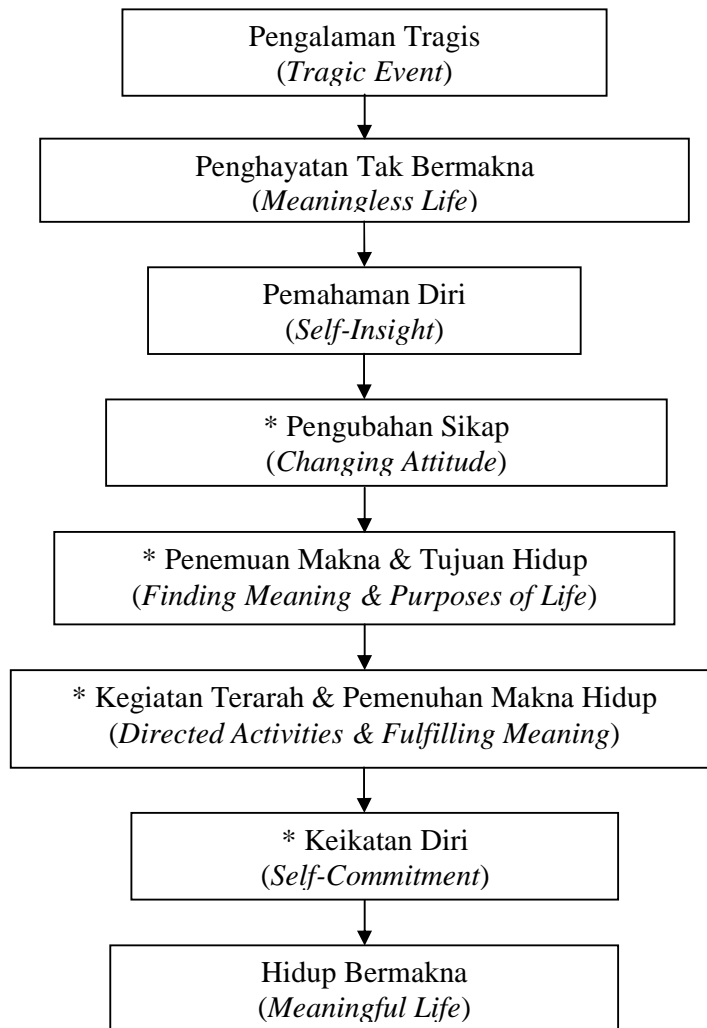 Pengalaman Tragis
(Tragic Event)
Penghayatan Tak Bermakna
(Meaningless Life)
Pemahaman Diri
(Self-Insight)
* Pengubahan Sikap
(Changing Attitude)
* Penemuan Makna & Tujuan Hidup
(Finding Meaning & Purposes of Life)
* Kegiatan Terarah & Pemenuhan Makna Hidup
(Directed Activities & Fulfilling Meaning)
* Keikatan Diri
(Self-Commitment)
Hidup Bermakna
(Meaningful Life)